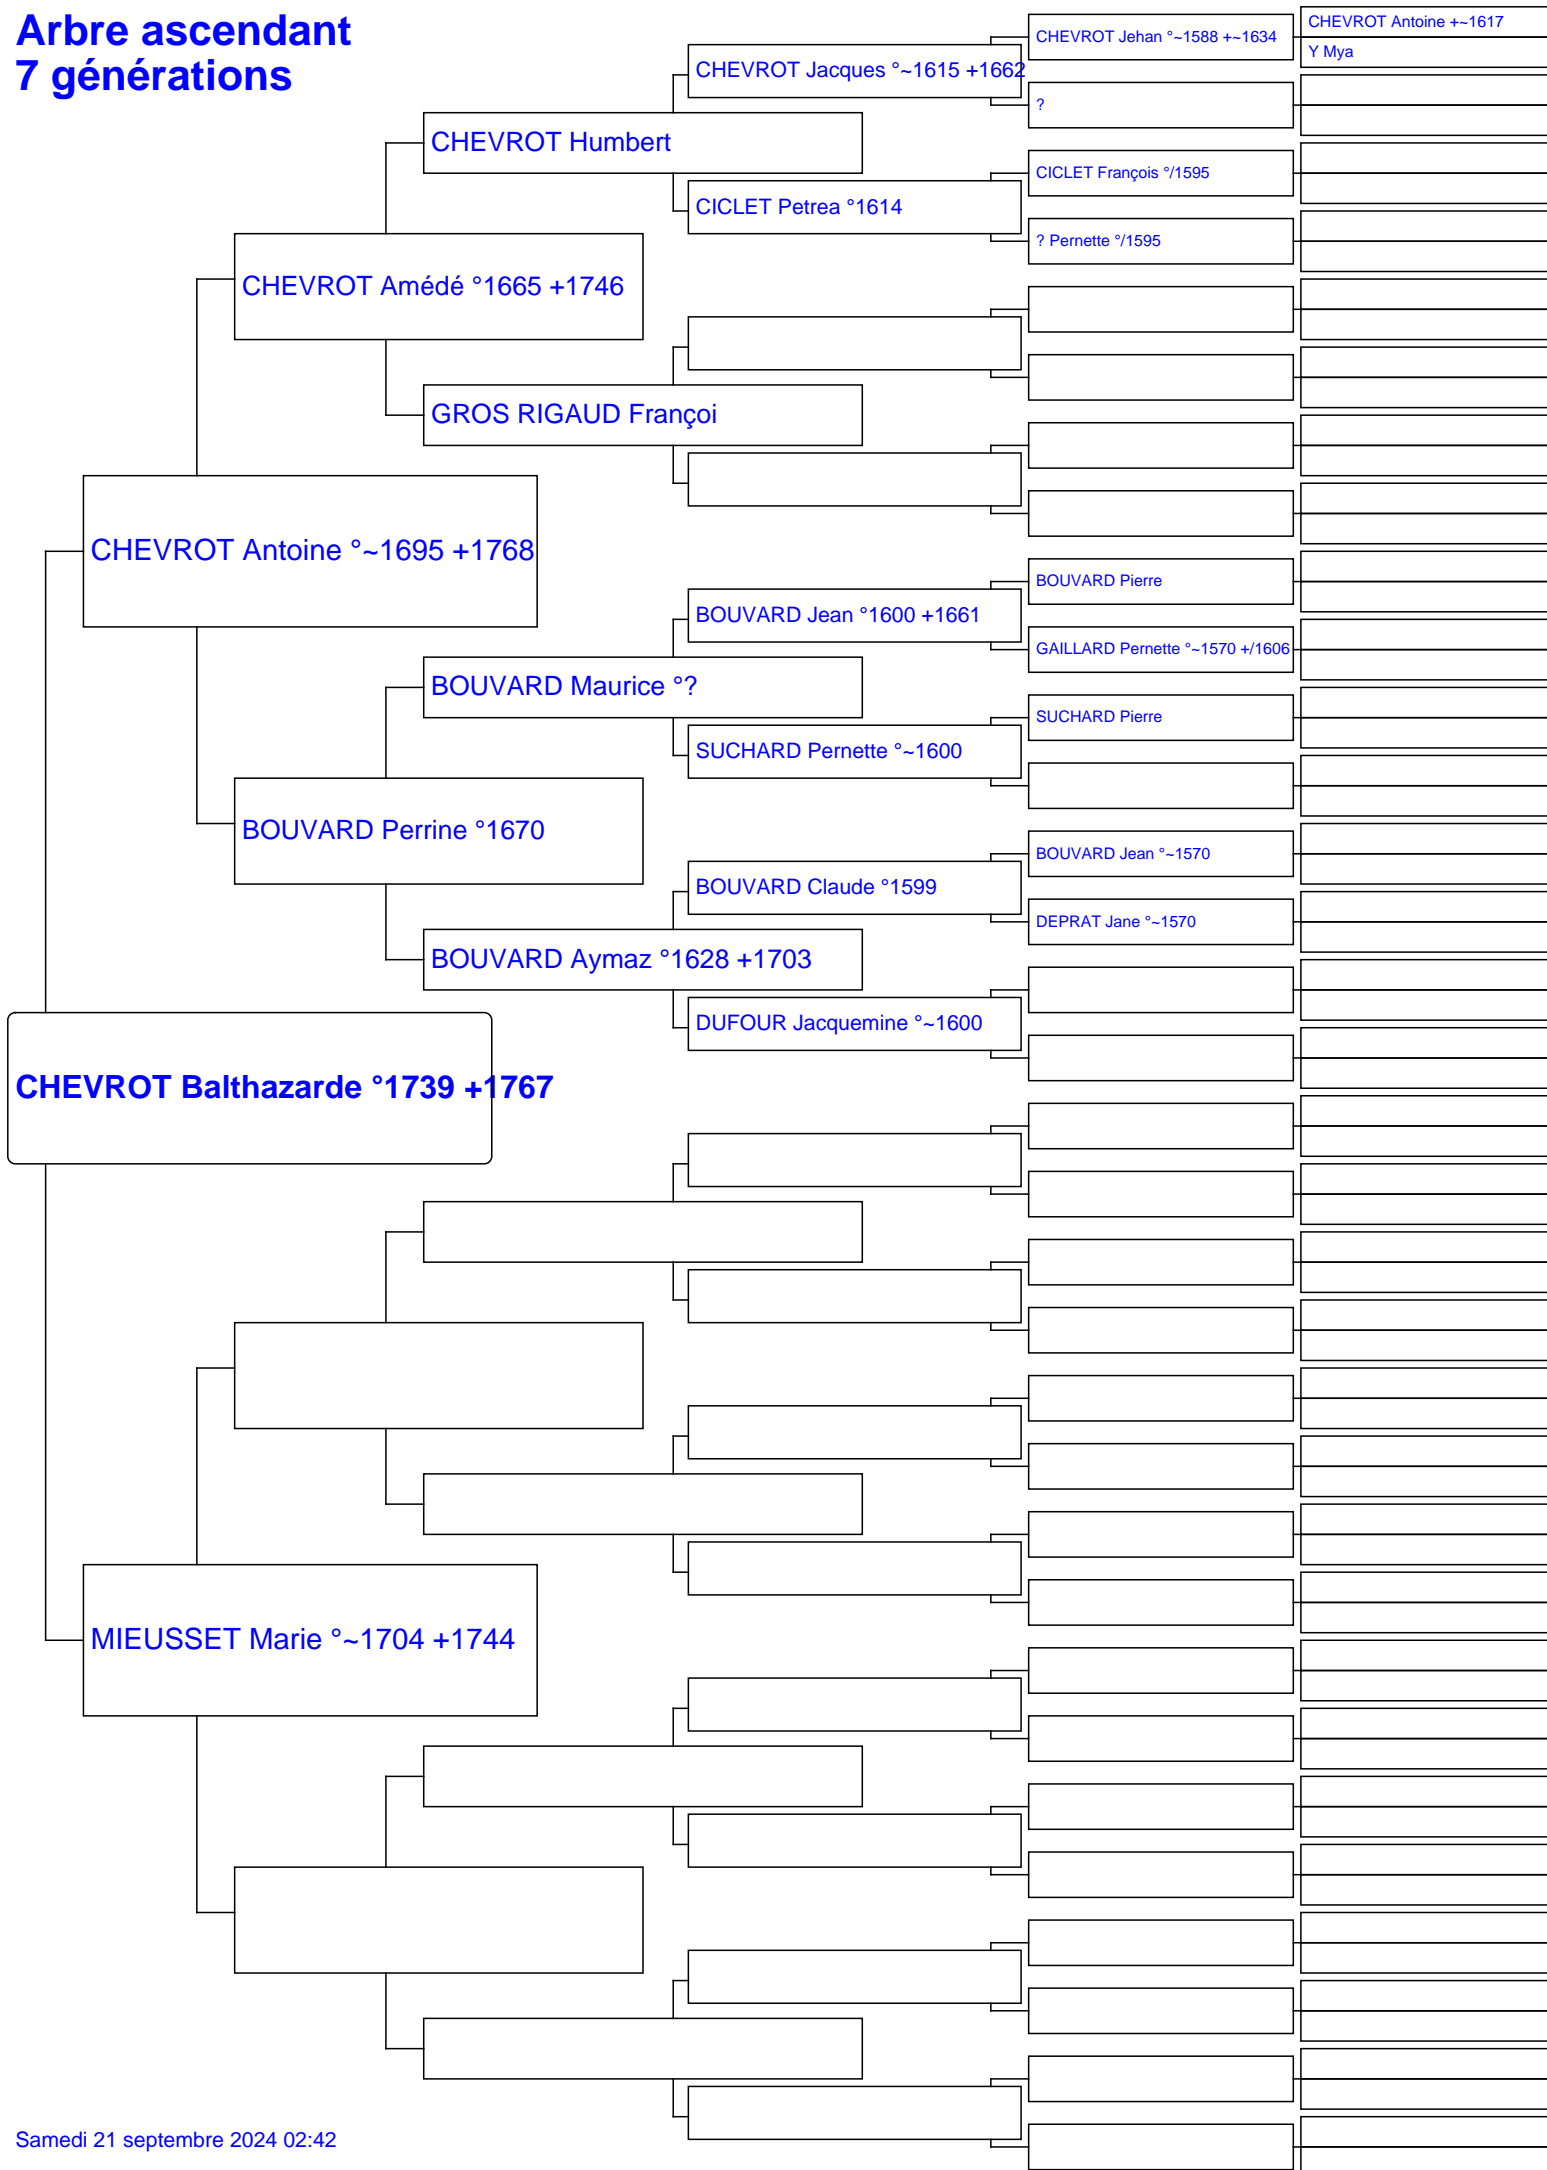 Arbre ascendant
7 générations
CHEVROT Antoine +~1617
Y Mya
CHEVROT Jehan °~1588 +~1634
CHEVROT Jacques °~1615 +1662
?
CHEVROT Humbert
CICLET François °/1595
CICLET Petrea °1614
? Pernette °/1595
CHEVROT Amédé °1665 +1746
GROS RIGAUD Françoi
CHEVROT Antoine °~1695 +1768
BOUVARD Pierre
BOUVARD Jean °1600 +1661
GAILLARD Pernette °~1570 +/1606
BOUVARD Maurice °?
SUCHARD Pierre
SUCHARD Pernette °~1600
BOUVARD Perrine °1670
BOUVARD Jean °~1570
BOUVARD Claude °1599
DEPRAT Jane °~1570
BOUVARD Aymaz °1628 +1703
DUFOUR Jacquemine °~1600
CHEVROT Balthazarde °1739 +1767
MIEUSSET Marie °~1704 +1744
Samedi 21 septembre 2024 02:42